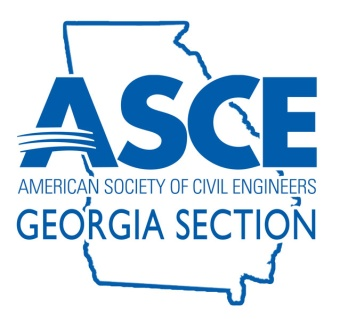 ASCE
AMERICAN SOCIETY OF CIVIL ENGINEERS
GEORGIA SECTION